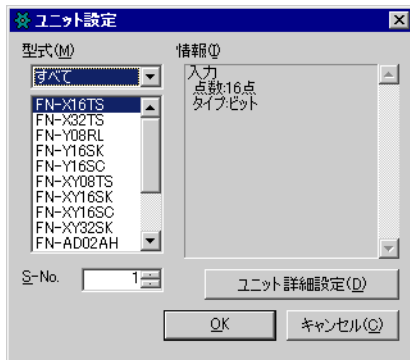 ユニット設定
型式(M)
すべて
FN-X16TS
FN-X32TS
FN-Y08RL
FN-Y16SK
FN-Y16SC
FN-XY08TS
FN-XY16SK
FN-XY16SC
FN-XY32SK
FN-AD02AH
情報(I)
入力
点数:16点
タイプ:ビット
S-No.
1
ユニット詳細設定(D)
OK
キャンセル(C)